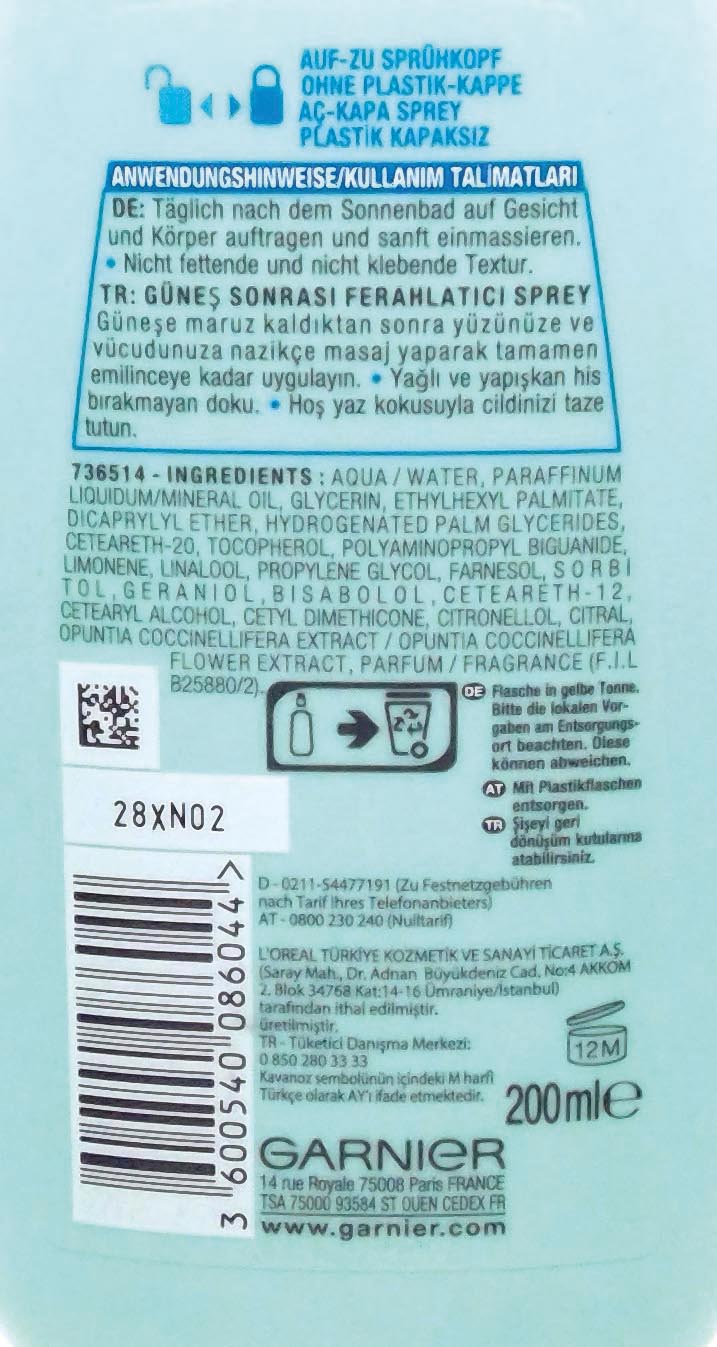 AUF-ZU SPRÜHKOPF
OHNE PLASTIK-KAPPE
AÇ-KAPA SPREY
PLASTİK KAPAKSIZ
ANWENDUNGSHINWEISE/KULLANIM TALİMATLARI
DE: Täglich nach dem Sonnenbad auf Gesicht
und Körper auftragen und sanft einmassieren.
• Nicht fettende und nicht klebende Textur.
TR: GÜNEŞ SONRASI FERAHLATICI SPREY
Güneşe maruz kaldıktan sonra yüzünüze ve
vücudunuza nazikçe masaj yaparak tamamen
emilinceye kadar uygulayın. • Yağlı ve yapışkan his
bırakmayan doku. • Hoş yaz kokusuyla cildinizi taze
tutun.
736514 - INGREDIENTS : AQUA / WATER, PARAFFINUM
LIQUIDUM/MINERAL OIL, GLYCERIN, ETHYLHEXYL PALMITATE,
DICAPRYLYL ETHER, HYDROGENATED PALM GLYCERIDES,
CETEARETH-20, TOCOPHEROL, POLYAMINOPROPYL BIGUANIDE,
LIMONENE, LINALOOL, PROPYLENE GLYCOL, FARNESOL, SORBI
TOL, GERANIOL, BISABOLOL, CETEARETH-12,
CETEARYL ALCOHOL, CETYL DIMETHICONE, CITRONELLOL, CITRAL,
OPUNTIA COCCINELLIFERA EXTRACT / OPUNTIA COCCINELLIFERA
FLOWER EXTRACT, PARFUM / FRAGRANCE (F.I.L
B25880/2).
DE Flasche in gelbe Tonne.
Bitte die lokalen Vor-
gaben am Entsorgungs-
ort beachten. Diese
können abweichen.
AT Mit Plastikflaschen
entsorgen.
TR Şişeyi geri
dönüşüm kutularına
atabilirsiniz.
28XN02
D - 0211-54477191 (Zu Festnetzgebühren
nach Tarif Ihres Telefonanbieters)
AT - 0800 230 240 (Nulltarif)
L'OREAL TÜRKİYE KOZMETİK VE SANAYİ TİCARET A.Ş.
(Saray Mah., Dr. Adnan Büyükdeniz Cad. No:4 AKKOM
2. Blok 34768 Kat:14-16 Ümraniye/İstanbul)
tarafından ithal edilmiştir.
üretilmiştir.
TR - Tüketici Danışma Merkezi:
0 850 280 33 33
Kavanoz sembolünün içindeki M harfi
Türkçe olarak AY'ı ifade etmektedir.
12M
200ml e
GARNIER
14 rue Royale 75008 Paris FRANCE
TSA 75000 93584 ST OUEN CEDEX FR
www.garnier.com
3 600540 086044 >